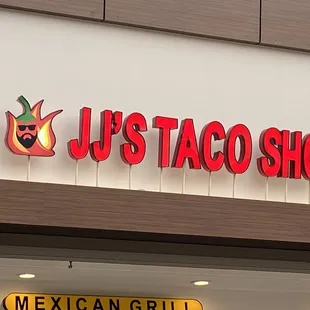 JJ'S TACO SHO
MEXICAN GRILL